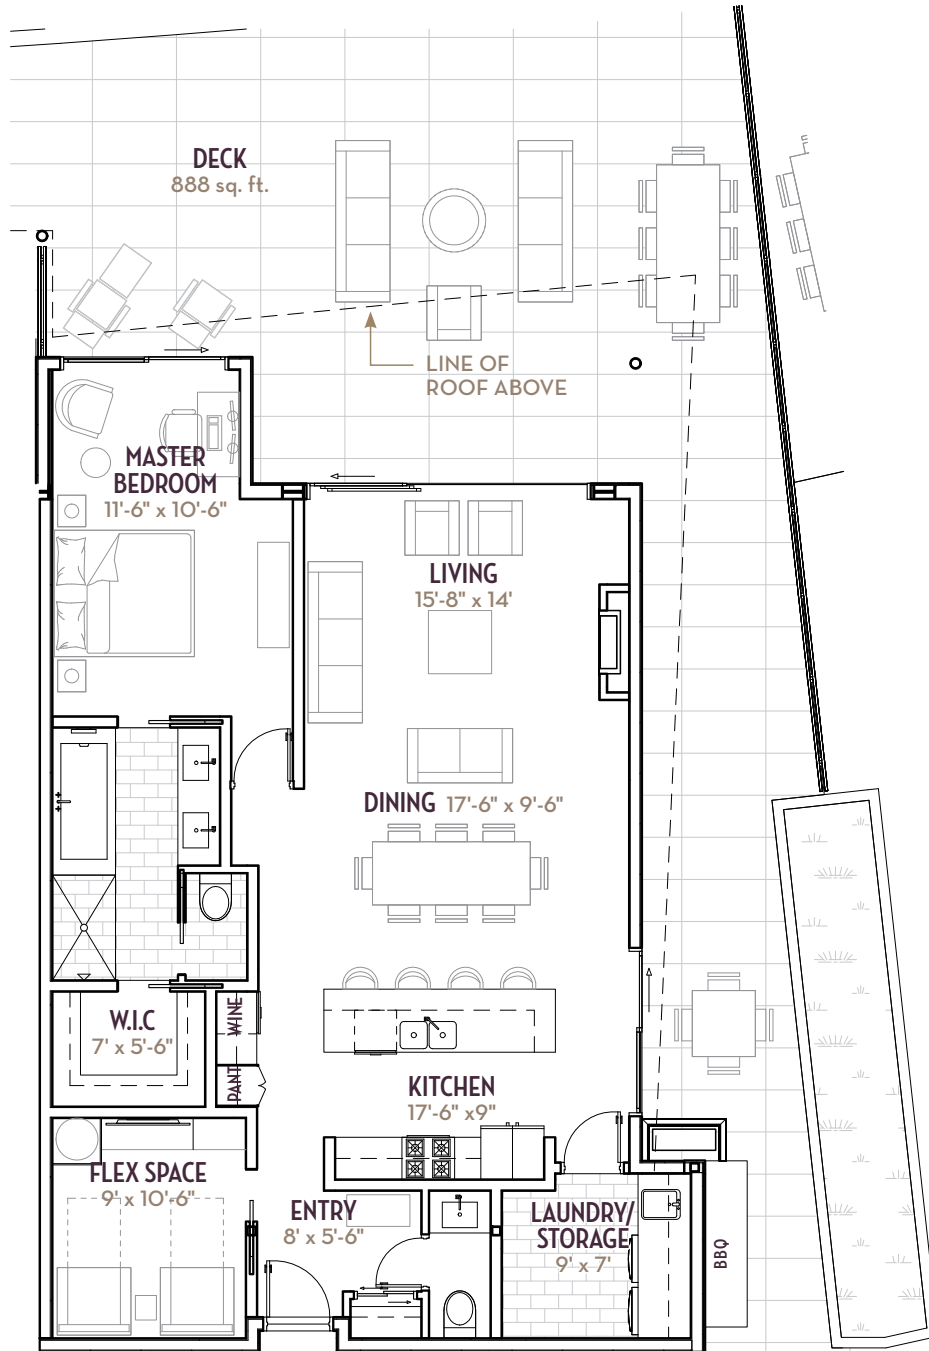 DECK
888 sq. ft.
LINE OF
ROOF ABOVE
MASTER
BEDROOM
11'-6" x 10'-6"
LIVING
15'-8" x 14'
DINING 17'-6" x 9'-6"
W.I.C
7' x 5'-6"
WINE
PANT
KITCHEN
17'-6" x9"
FLEX SPACE
9' x 10'-6"
ENTRY
8' x 5'-6"
LAUNDRY/
STORAGE
9' x 7'
BBQ